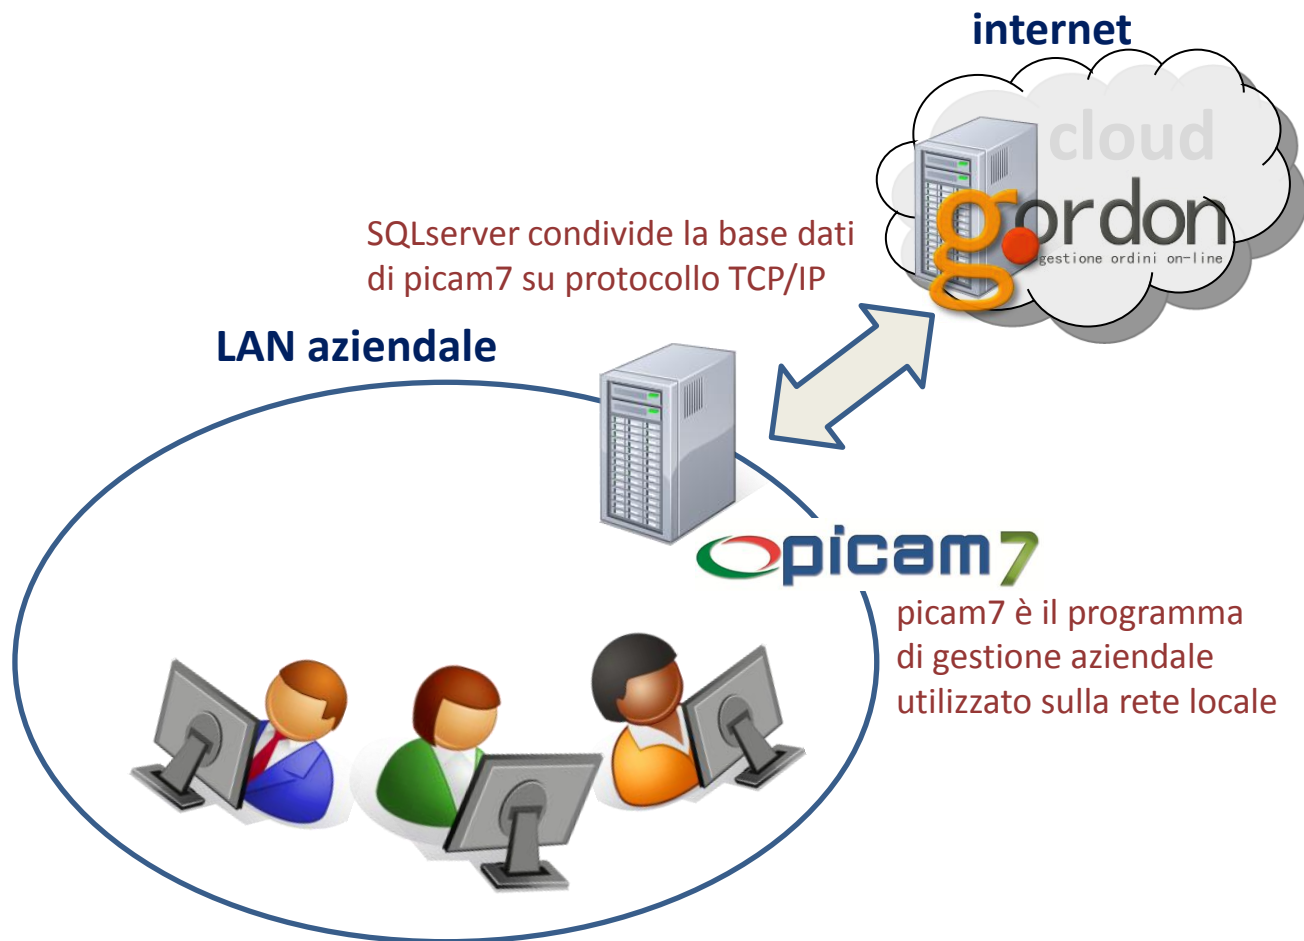 internet
cloud
gordon
gestione ordini on-line
SQLserver condivide la base dati
di picam7 su protocollo TCP/IP
LAN aziendale
picam7
picam7 è il programma
di gestione aziendale
utilizzato sulla rete locale